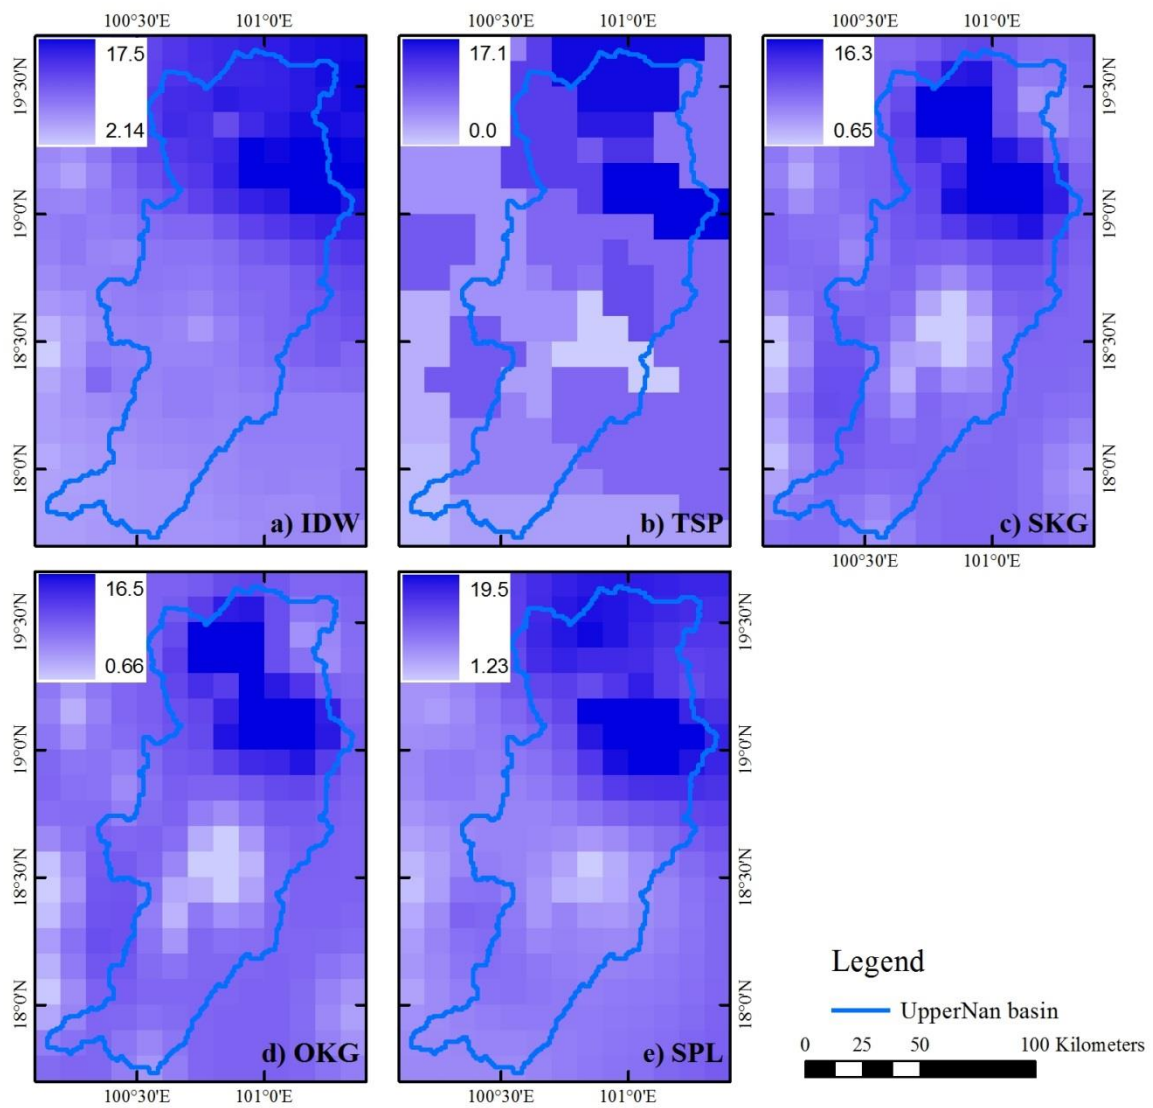 100°30'E 101°0'E 100°30'E 101°0'E 100°30'E 101°0'E
17.5
2.14
17.1
0.0
16.3
0.65
19°30'N
19°0'N
18°30'N
18°0'N
19°30'N
19°0'N
18°30'N
18°0'N
a) IDW
b) TSP
c) SKG
100°30'E 101°0'E
16.5
0.66
19.5
1.23
19°30'N
19°0'N
18°30'N
18°0'N
19°30'N
19°0'N
18°30'N
18°0'N
d) OKG
e) SPL
100°30'E 101°0'E 100°30'E 101°0'E
Legend
UpperNan basin
0 25 50 100 Kilometers